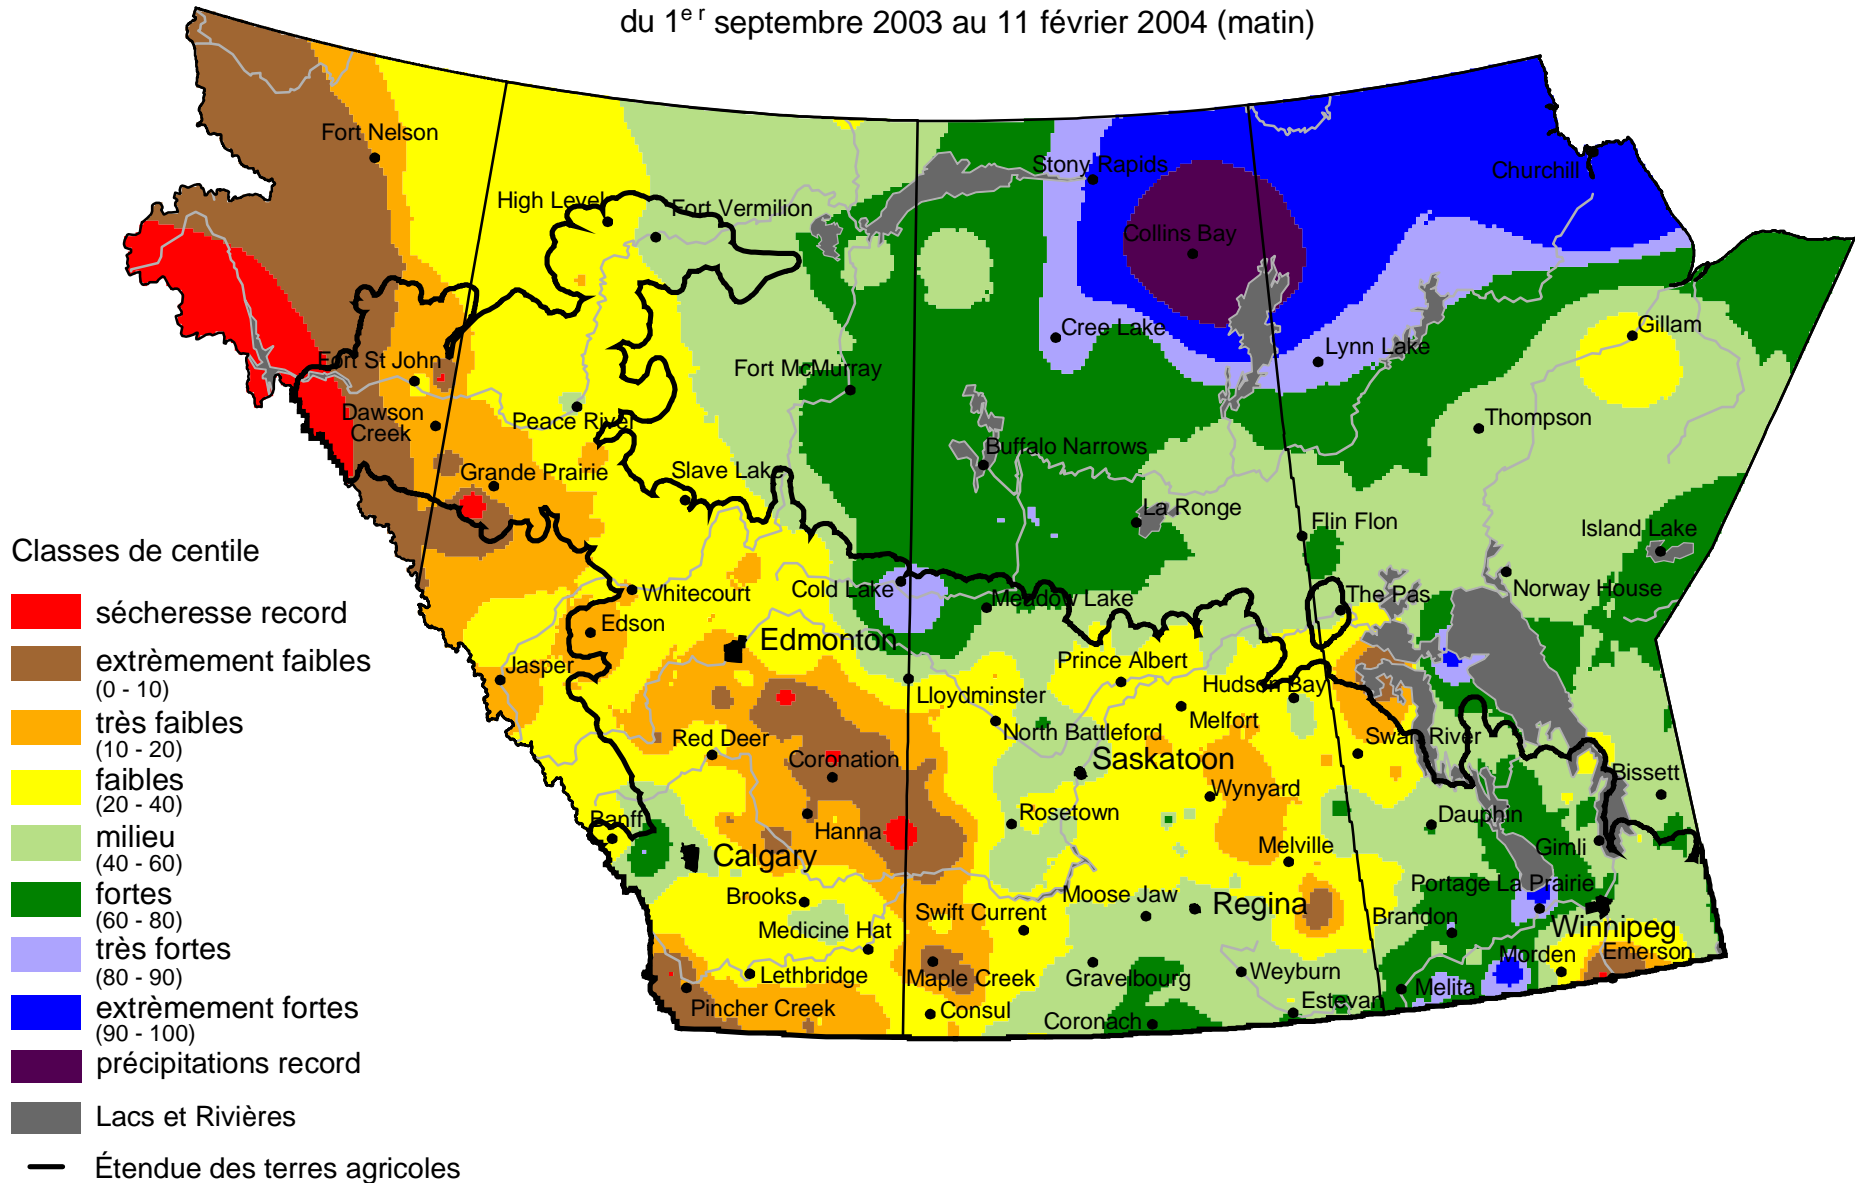 du 1er septembre 2003 au 11 février 2004 (matin)
Fort Nelson
Churchill
Stony Rapids
High Level
Fort Vermilion
Collins Bay
Cree Lake
Gillam
Lynn Lake
Fort St John
Fort McMurray
Dawson
Creek
Peace River
Thompson
Buffalo Narrows
Grande Prairie
Slave Lake
La Ronge
Flin Flon
Island Lake
Norway House
Whitecourt
Cold Lake
Meadow Lake
The Pas
Edson
Edmonton
Jasper
Prince Albert
Hudson Bay
Lloydminster
Melfort
North Battleford
Red Deer
Swan River
Coronation
Saskatoon
Bissett
Wynyard
Banff
Hanna
Rosetown
Dauphin
Calgary
Melville
Gimli
Brooks
Moose Jaw
Portage La Prairie
Swift Current
Regina
Brandon
Medicine Hat
Winnipeg
Lethbridge
Maple Creek
Gravelbourg
Weyburn
Morden
Emerson
Pincher Creek
Consul
Coronach
Estevan
Melita
Classes de centile
sécheresse record
extrèmement faibles
(0 - 10)
très faibles
(10 - 20)
faibles
(20 - 40)
milieu
(40 - 60)
fortes
(60 - 80)
très fortes
(80 - 90)
extrèmement fortes
(90 - 100)
précipitations record
Lacs et Rivières
Étendue des terres agricoles